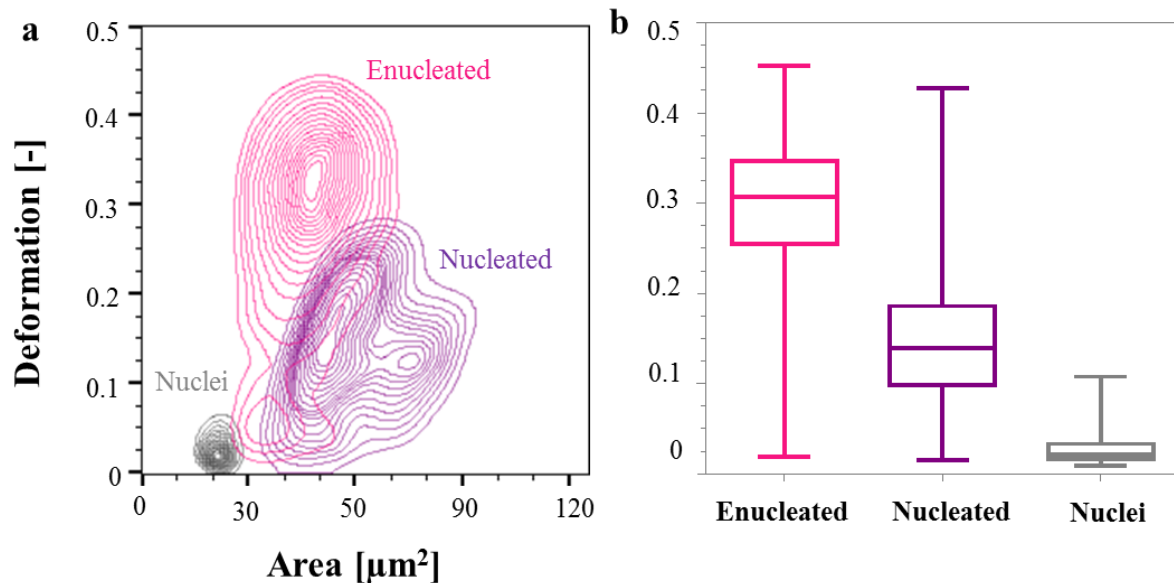 a
0.5
0.4
0.3
0.2
0.1
0
Deformation [-]
Enucleated
Nucleated
Nuclei
0 30 50 90 120
Area [µm²]
b
0.5
0.4
0.3
0.2
0.1
0
Enucleated Nucleated Nuclei